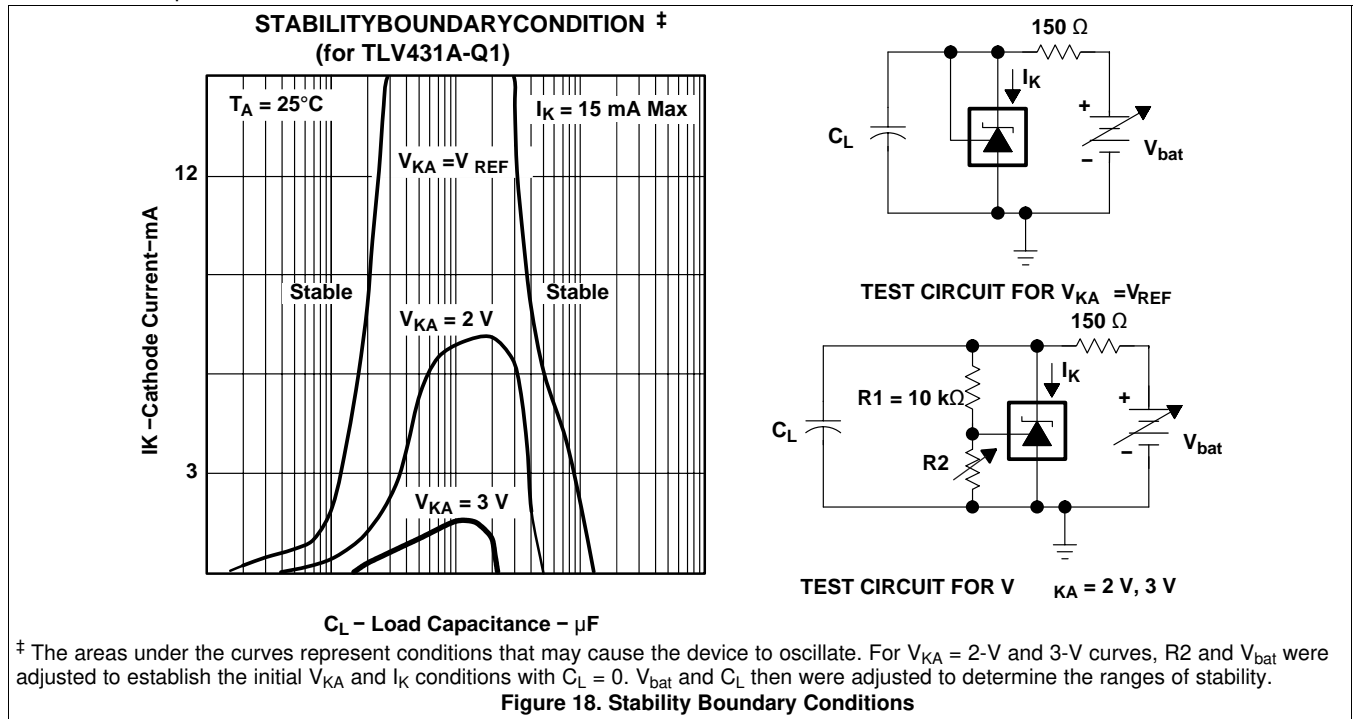 STABILITYBOUNDARYCONDITION ‡
(for TLV431A-Q1)
TA = 25°C
IK = 15 mA Max
VKA =V REF
12
Stable
Stable
VKA = 2 V
3
VKA = 3 V
IK –Cathode Current–mA
CL – Load Capacitance – µF
150 Ω
IK
CL
+
–
Vbat
TEST CIRCUIT FOR VKA =VREF
150 Ω
IK
R1 = 10 kΩ
CL
R2
+
–
Vbat
TEST CIRCUIT FOR V KA = 2 V, 3 V
‡ The areas under the curves represent conditions that may cause the device to oscillate. For VKA = 2-V and 3-V curves, R2 and Vbat were
adjusted to establish the initial VKA and IK conditions with CL = 0. Vbat and CL then were adjusted to determine the ranges of stability.
Figure 18. Stability Boundary Conditions